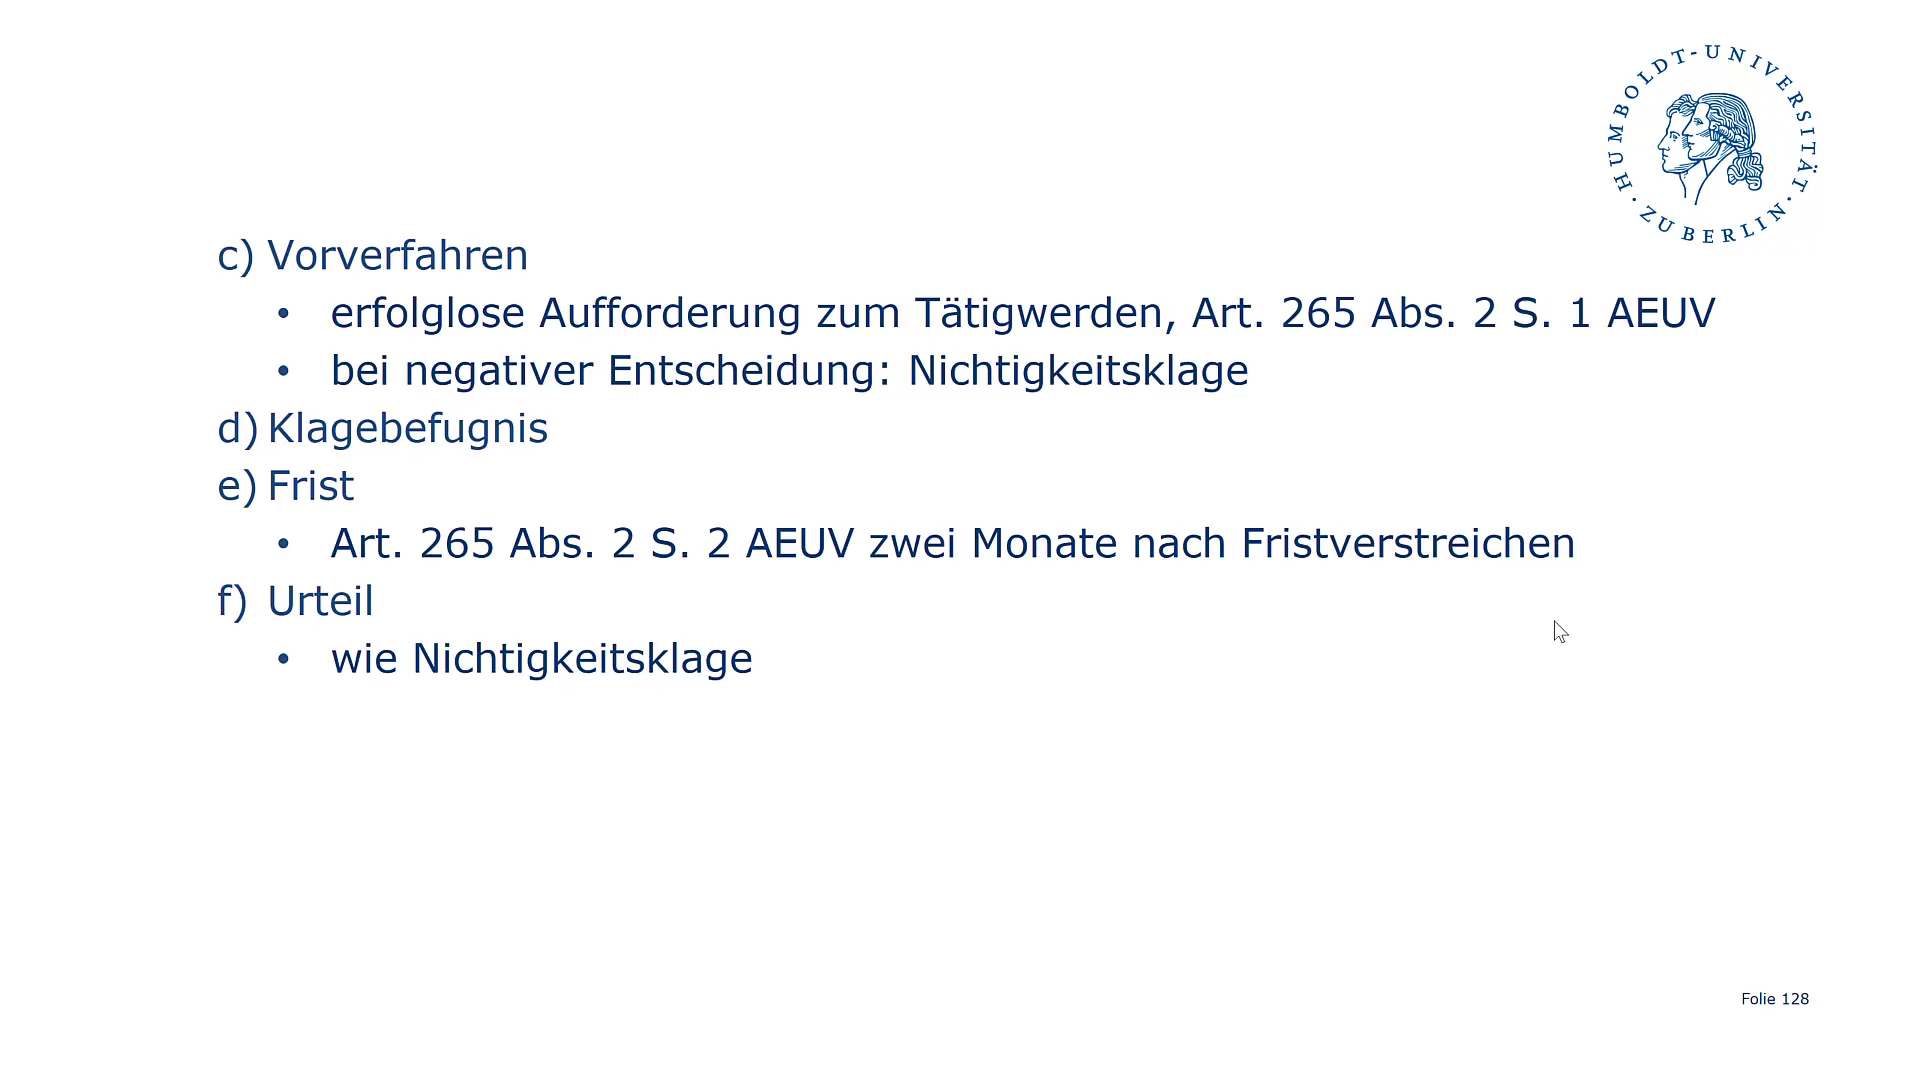 HUMBOLDT-UNIVERSITÄT · ZU BERLIN ·
c) Vorverfahren
• erfolglose Aufforderung zum Tätigwerden, Art. 265 Abs. 2 S. 1 AEUV
• bei negativer Entscheidung: Nichtigkeitsklage
d) Klagebefugnis
e) Frist
• Art. 265 Abs. 2 S. 2 AEUV zwei Monate nach Fristverstreichen
f) Urteil
• wie Nichtigkeitsklage
Folie 128